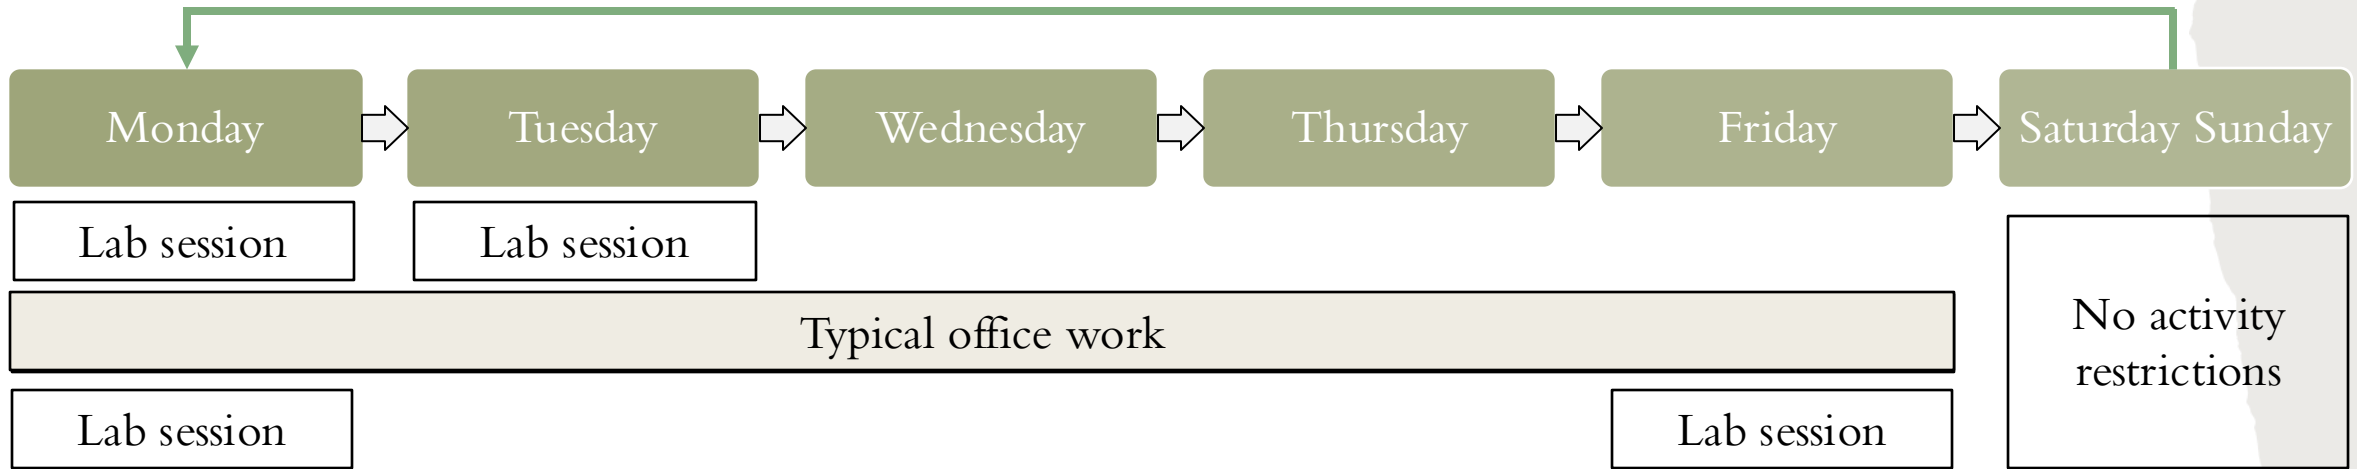 Monday
Tuesday
Wednesday
Thursday
Friday
Saturday Sunday
Lab session
Lab session
Typical office work
No activity
restrictions
Lab session
Lab session